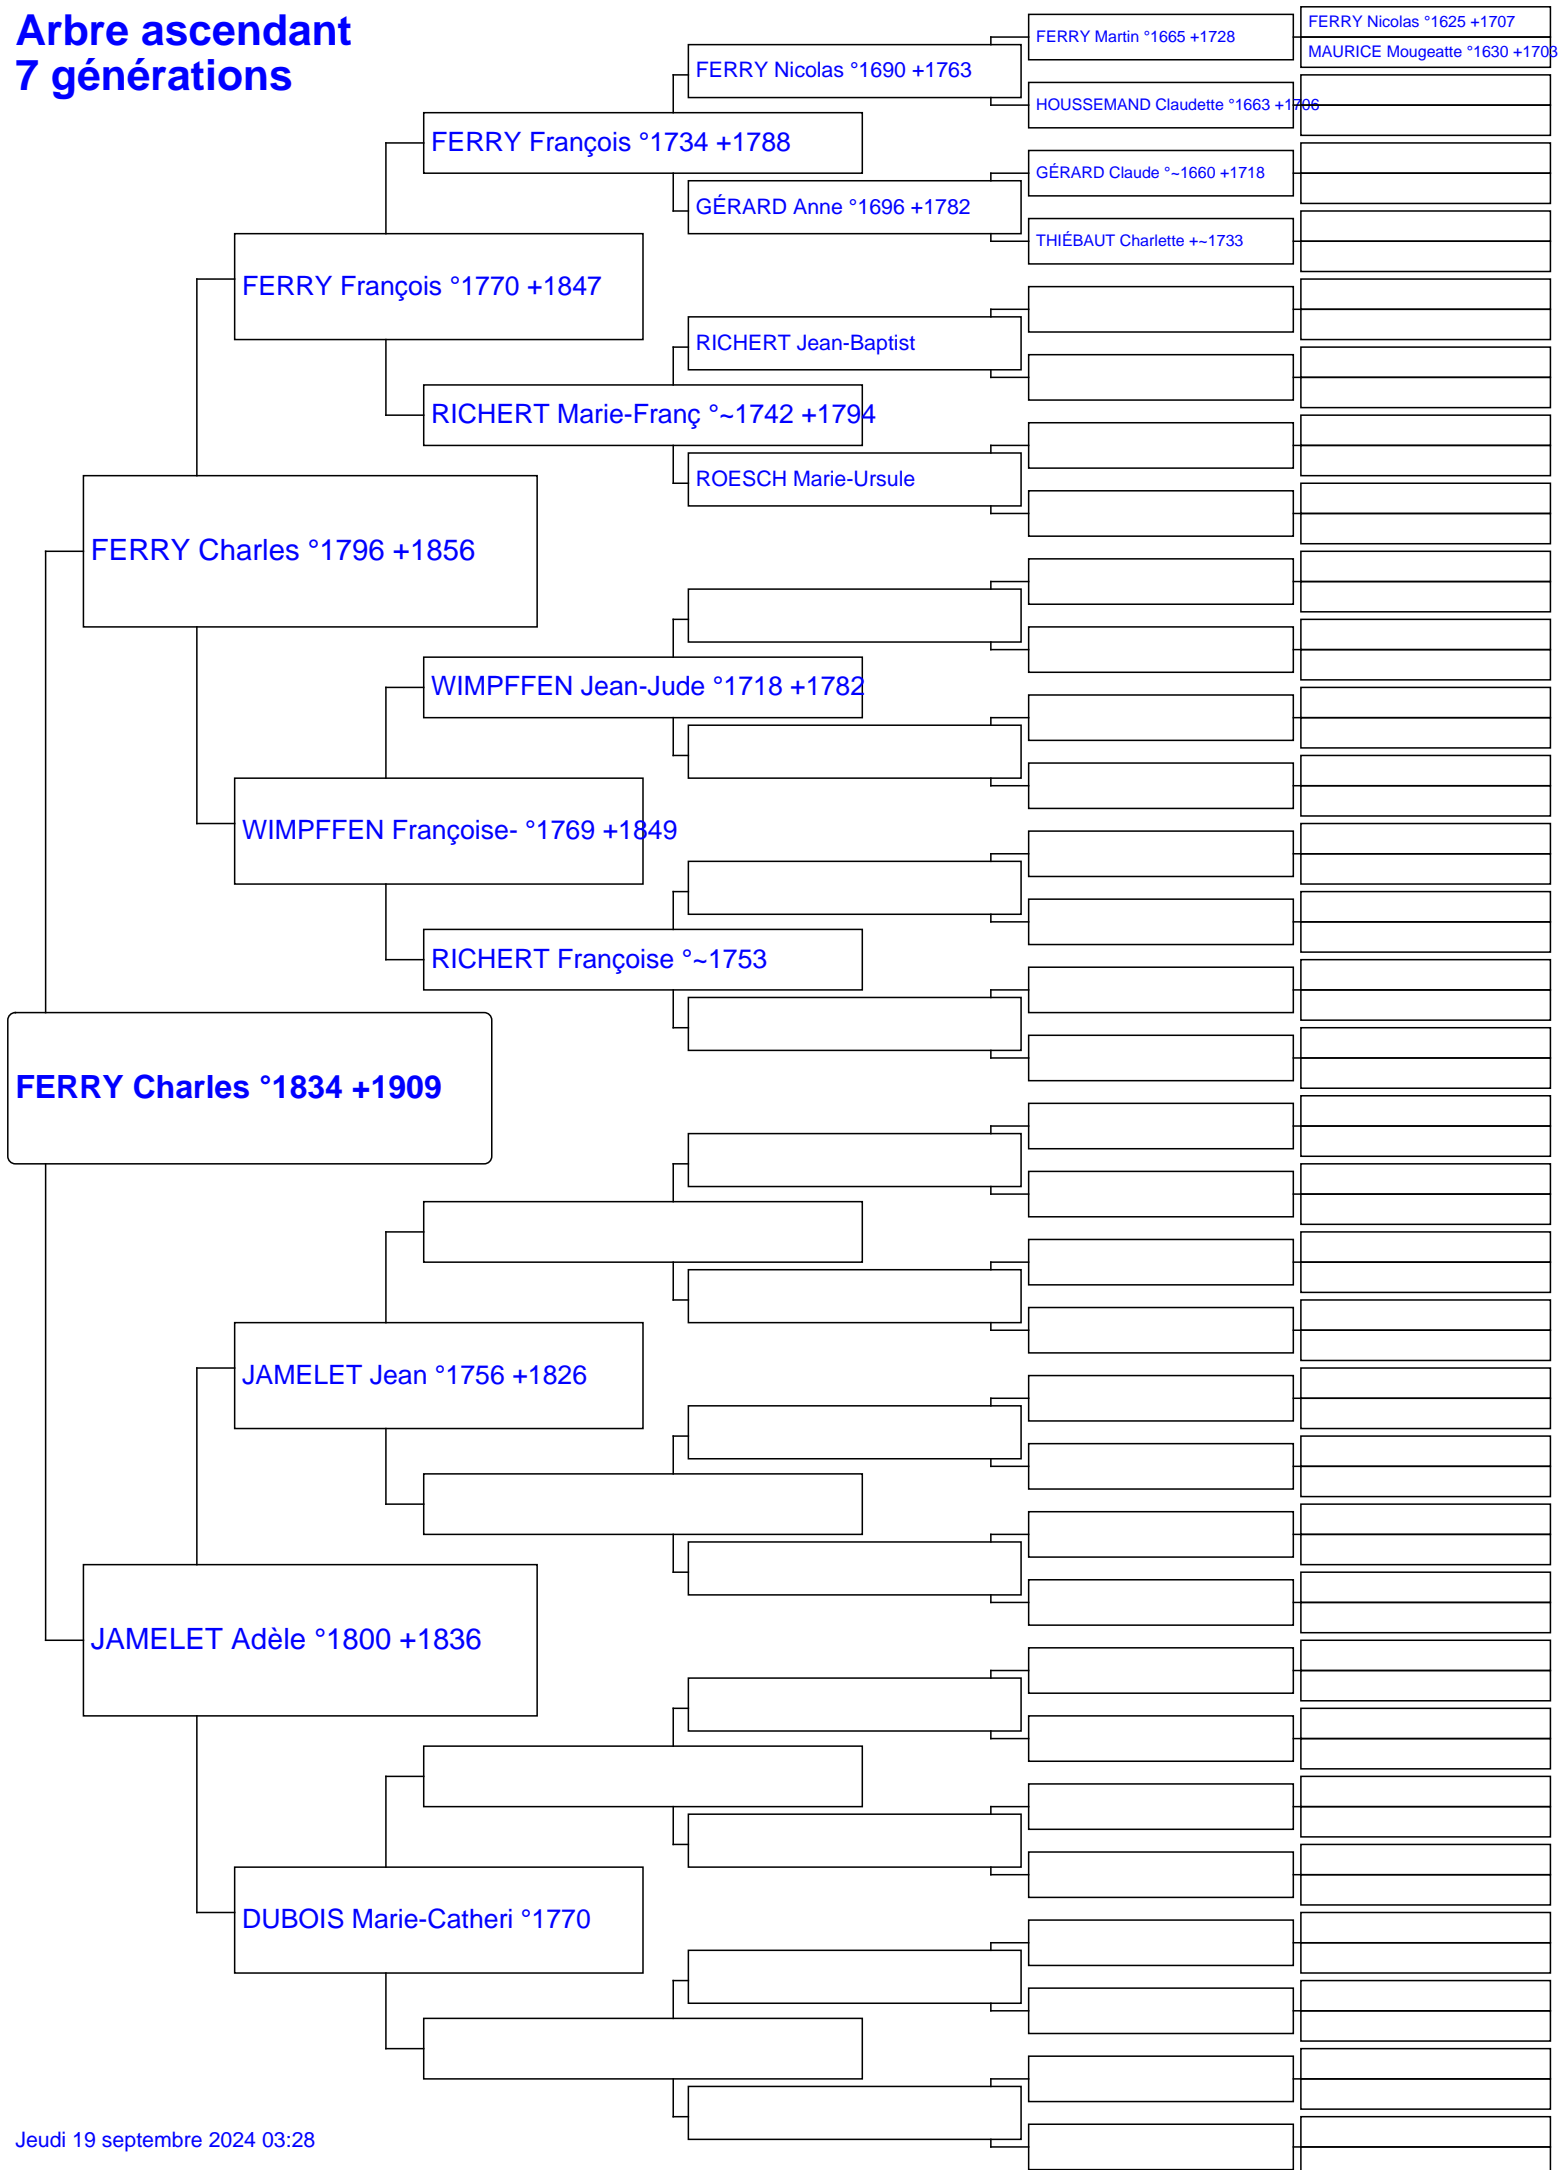 Arbre ascendant
7 générations
FERRY Nicolas °1625 +1707
FERRY Martin °1665 +1728
MAURICE Mougeatte °1630 +1703
FERRY Nicolas °1690 +1763
HOUSSEMAND Claudette °1663 +1706
FERRY François °1734 +1788
GÉRARD Claude °~1660 +1718
GÉRARD Anne °1696 +1782
THIÉBAUT Charlette +~1733
FERRY François °1770 +1847
RICHERT Jean-Baptist
RICHERT Marie-Franç °~1742 +1794
ROESCH Marie-Ursule
FERRY Charles °1796 +1856
WIMPFFEN Jean-Jude °1718 +1782
WIMPFFEN Françoise- °1769 +1849
RICHERT Françoise °~1753
FERRY Charles °1834 +1909
JAMELET Jean °1756 +1826
JAMELET Adèle °1800 +1836
DUBOIS Marie-Catheri °1770
Jeudi 19 septembre 2024 03:28